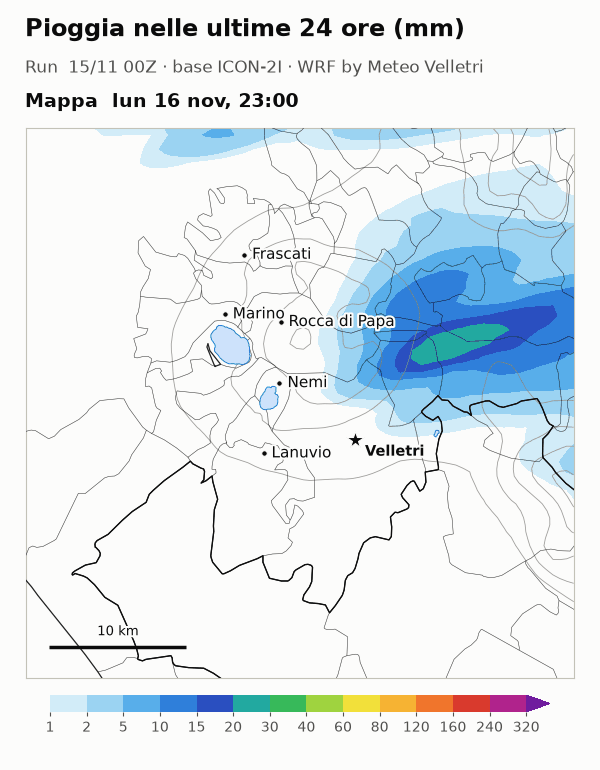 Pioggia nelle ultime 24 ore (mm)
Run  15/11 00Z · base ICON-2I · WRF by Meteo Velletri
Mappa  lun 16 nov, 23:00
Frascati
Marino
Rocca di Papa
Nemi
Velletri
Lanuvio
10 km
1 2 5 10 15 20 30 40 60 80 120 160 240 320